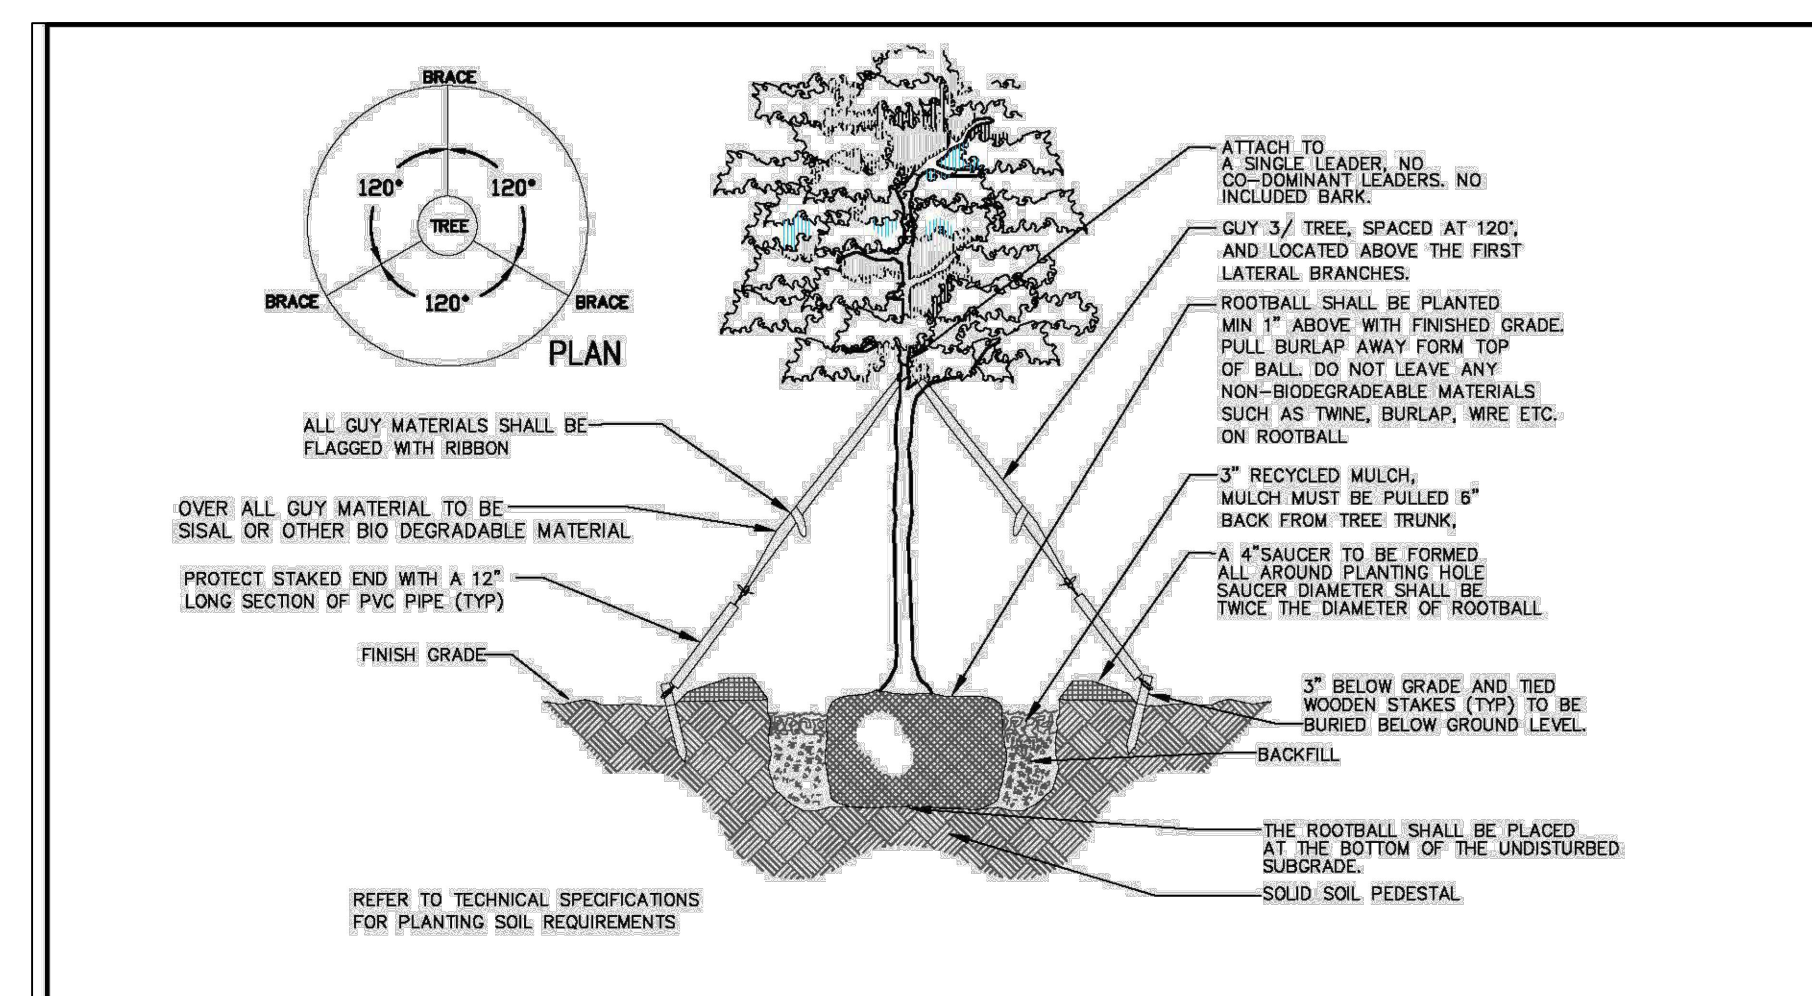 BRACE
120° 120°
TREE
120°
BRACE BRACE
PLAN
ALL GUY MATERIALS SHALL BE
FLAGGED WITH RIBBON
OVER ALL GUY MATERIAL TO BE
SISAL OR OTHER BIO DEGRADABLE MATERIAL
PROTECT STAKED END WITH A 12"
LONG SECTION OF PVC PIPE (TYP)
FINISH GRADE
ATTACH TO
A SINGLE LEADER, NO
CO-DOMINANT LEADERS. NO
INCLUDED BARK.
GUY 3/ TREE, SPACED AT 120°,
AND LOCATED ABOVE THE FIRST
LATERAL BRANCHES.
ROOTBALL SHALL BE PLANTED
MIN 1" ABOVE WITH FINISHED GRADE.
PULL BURLAP AWAY FORM TOP
OF BALL. DO NOT LEAVE ANY
NON-BIODEGRADEABLE MATERIALS
SUCH AS TWINE, BURLAP, WIRE ETC.
ON ROOTBALL
3" RECYCLED MULCH,
MULCH MUST BE PULLED 6"
BACK FROM TREE TRUNK,
A 4"SAUCER TO BE FORMED
ALL AROUND PLANTING HOLE
SAUCER DIAMETER SHALL BE
TWICE THE DIAMETER OF ROOTBALL
3" BELOW GRADE AND TIED
WOODEN STAKES (TYP) TO BE
BURIED BELOW GROUND LEVEL.
BACKFILL
THE ROOTBALL SHALL BE PLACED
AT THE BOTTOM OF THE UNDISTURBED
SUBGRADE.
SOLID SOIL PEDESTAL
REFER TO TECHNICAL SPECIFICATIONS
FOR PLANTING SOIL REQUIREMENTS